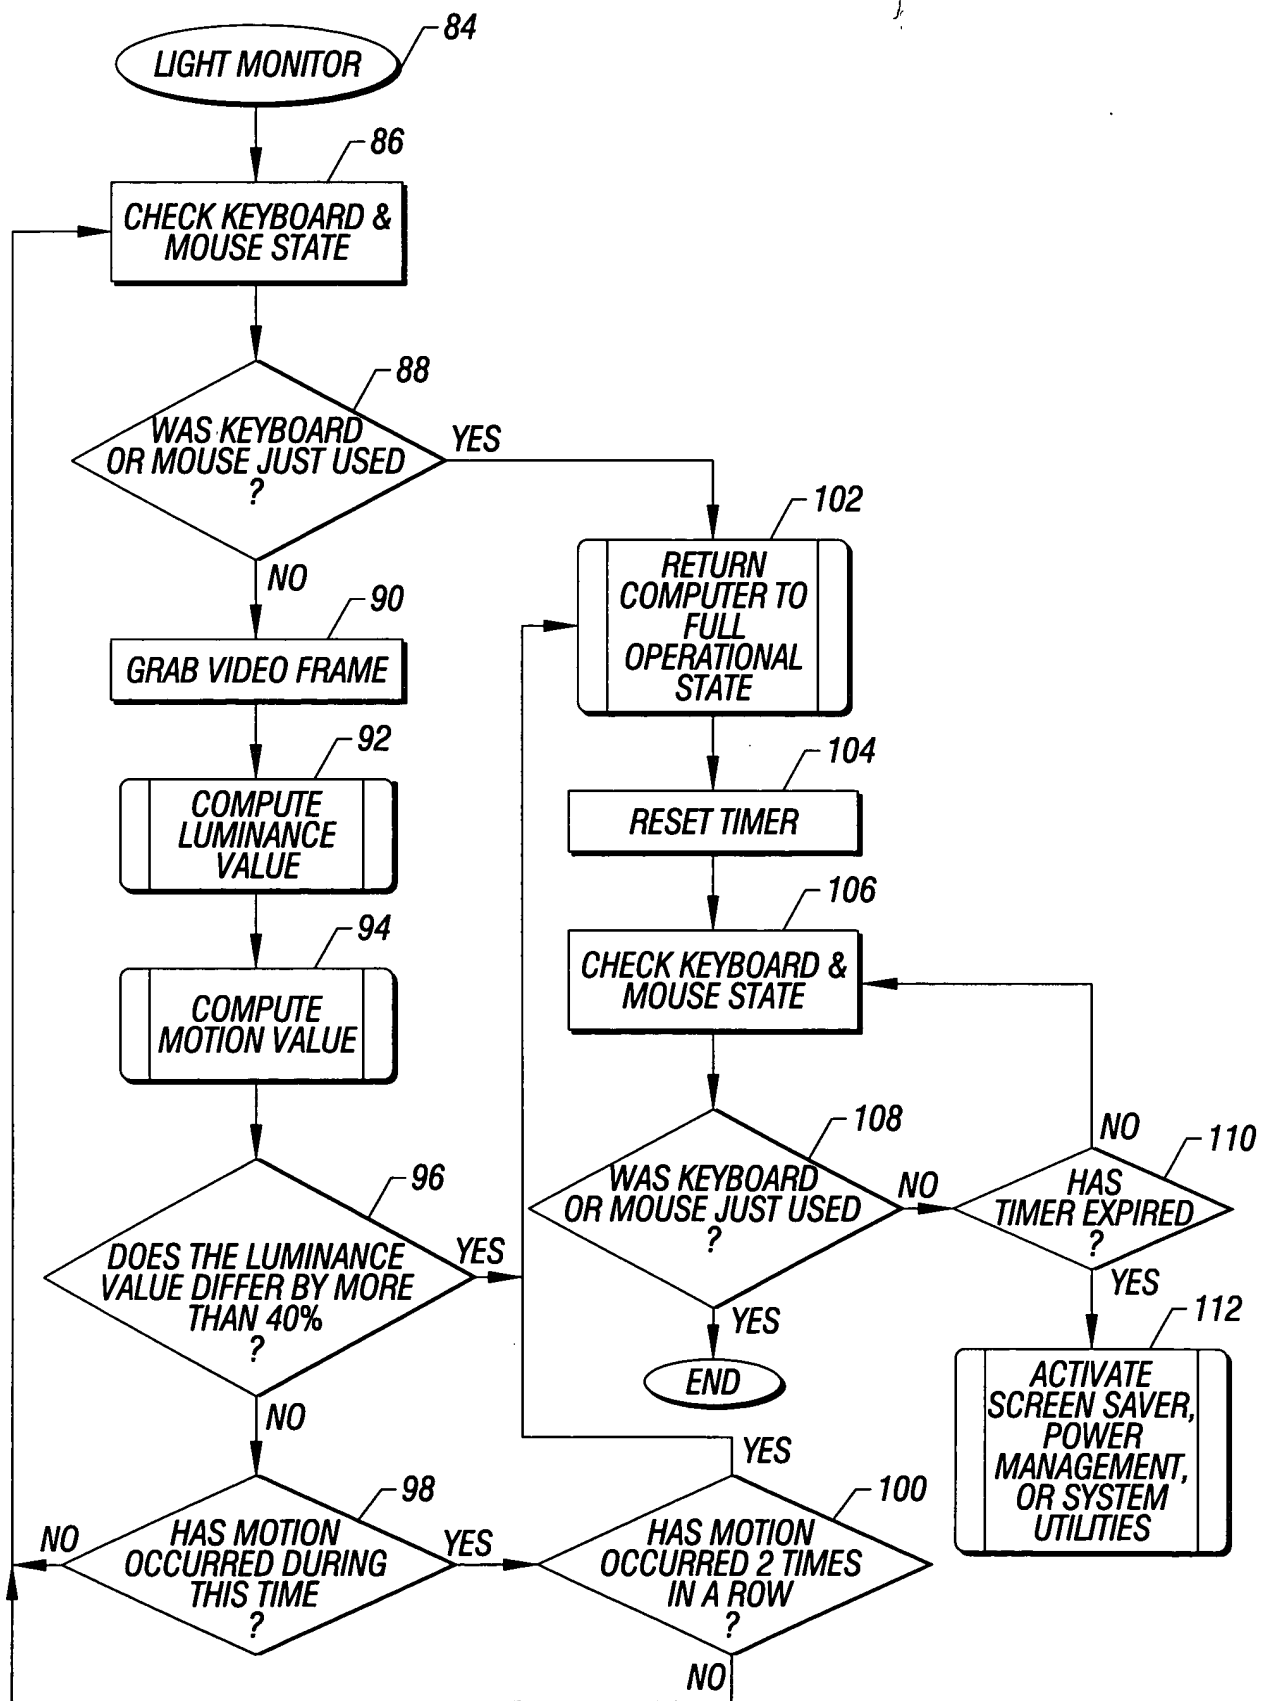 84
LIGHT MONITOR
86
CHECK KEYBOARD &
MOUSE STATE
88
WAS KEYBOARD
OR MOUSE JUST USED
?
YES
NO
90
GRAB VIDEO FRAME
92
COMPUTE
LUMINANCE
VALUE
94
COMPUTE
MOTION VALUE
96
DOES THE LUMINANCE
VALUE DIFFER BY MORE
THAN 40%
?
YES
NO
98
HAS MOTION
OCCURRED DURING
THIS TIME
?
NO
YES
100
HAS MOTION
OCCURRED 2 TIMES
IN A ROW
?
YES
NO
102
RETURN
COMPUTER TO
FULL
OPERATIONAL
STATE
104
RESET TIMER
106
CHECK KEYBOARD &
MOUSE STATE
108
WAS KEYBOARD
OR MOUSE JUST USED
?
NO
YES
END
110
HAS
TIMER EXPIRED
?
NO
YES
112
ACTIVATE
SCREEN SAVER,
POWER
MANAGEMENT,
OR SYSTEM
UTILITIES